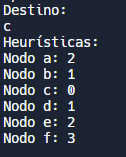 Destino:
c
Heurísticas:
Nodo a: 2
Nodo b: 1
Nodo c: 0
Nodo d: 1
Nodo e: 2
Nodo f: 3